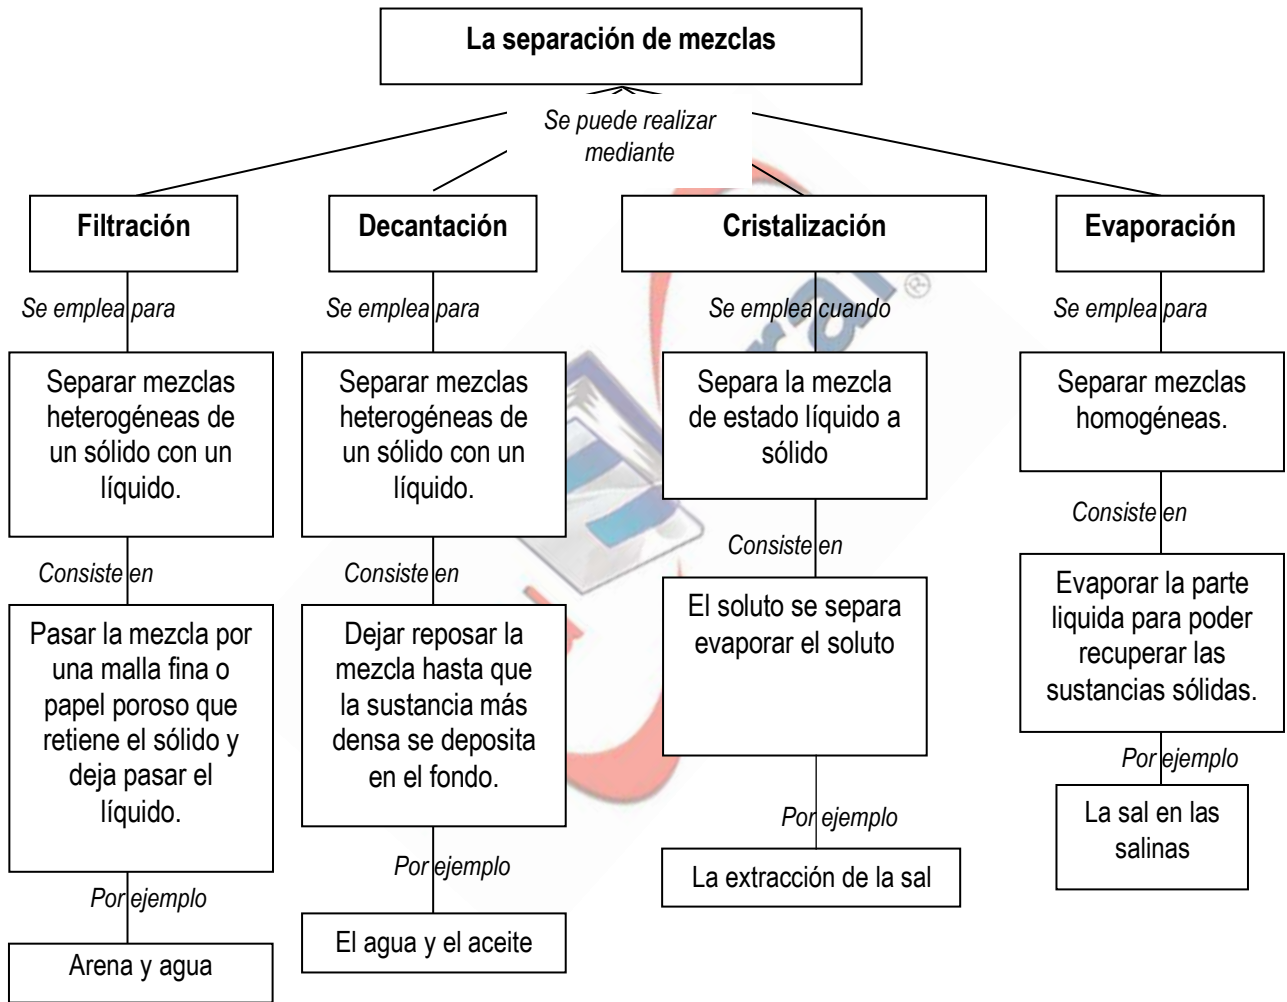 La separación de mezclas
Se puede realizar
mediante
Filtración
Decantación
Cristalización
Evaporación
Se emplea para
Se emplea para
Se emplea cuando
Se emplea para
Separar mezclas
heterogéneas de
un sólido con un
líquido.
Separar mezclas
heterogéneas de
un sólido con un
líquido.
Separa la mezcla
de estado líquido a
sólido
Separar mezclas
homogéneas.
Consiste en
Consiste en
Consiste en
Consiste en
Pasar la mezcla por
una malla fina o
papel poroso que
retiene el sólido y
deja pasar el
líquido.
Dejar reposar la
mezcla hasta que
la sustancia más
densa se deposita
en el fondo.
El soluto se separa
evaporar el soluto
Evaporar la parte
liquida para poder
recuperar las
sustancias sólidas.
Por ejemplo
Por ejemplo
Por ejemplo
Por ejemplo
Arena y agua
El agua y el aceite
La extracción de la sal
La sal en las
salinas